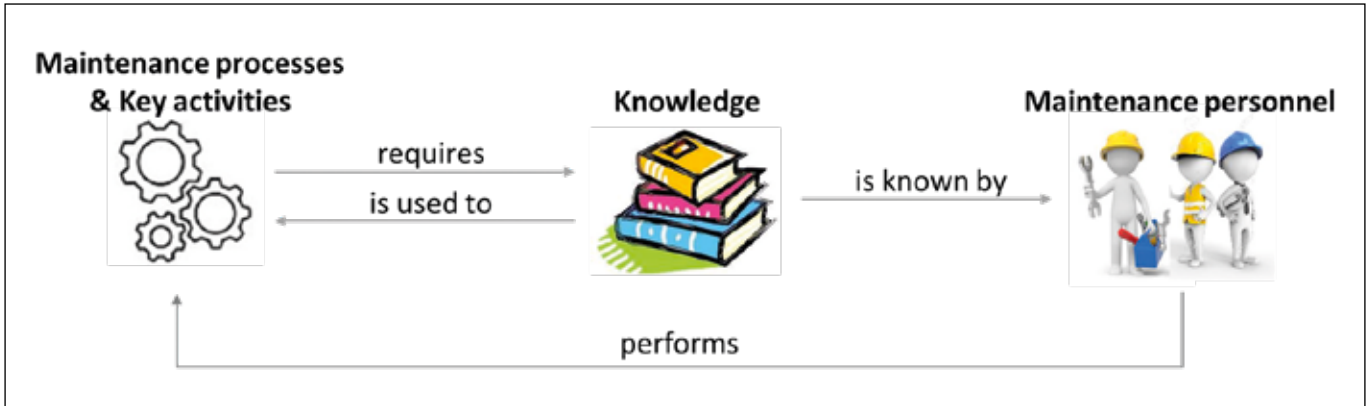 Maintenance processes
& Key activities
Knowledge
Maintenance personnel
requires
is used to
is known by
performs